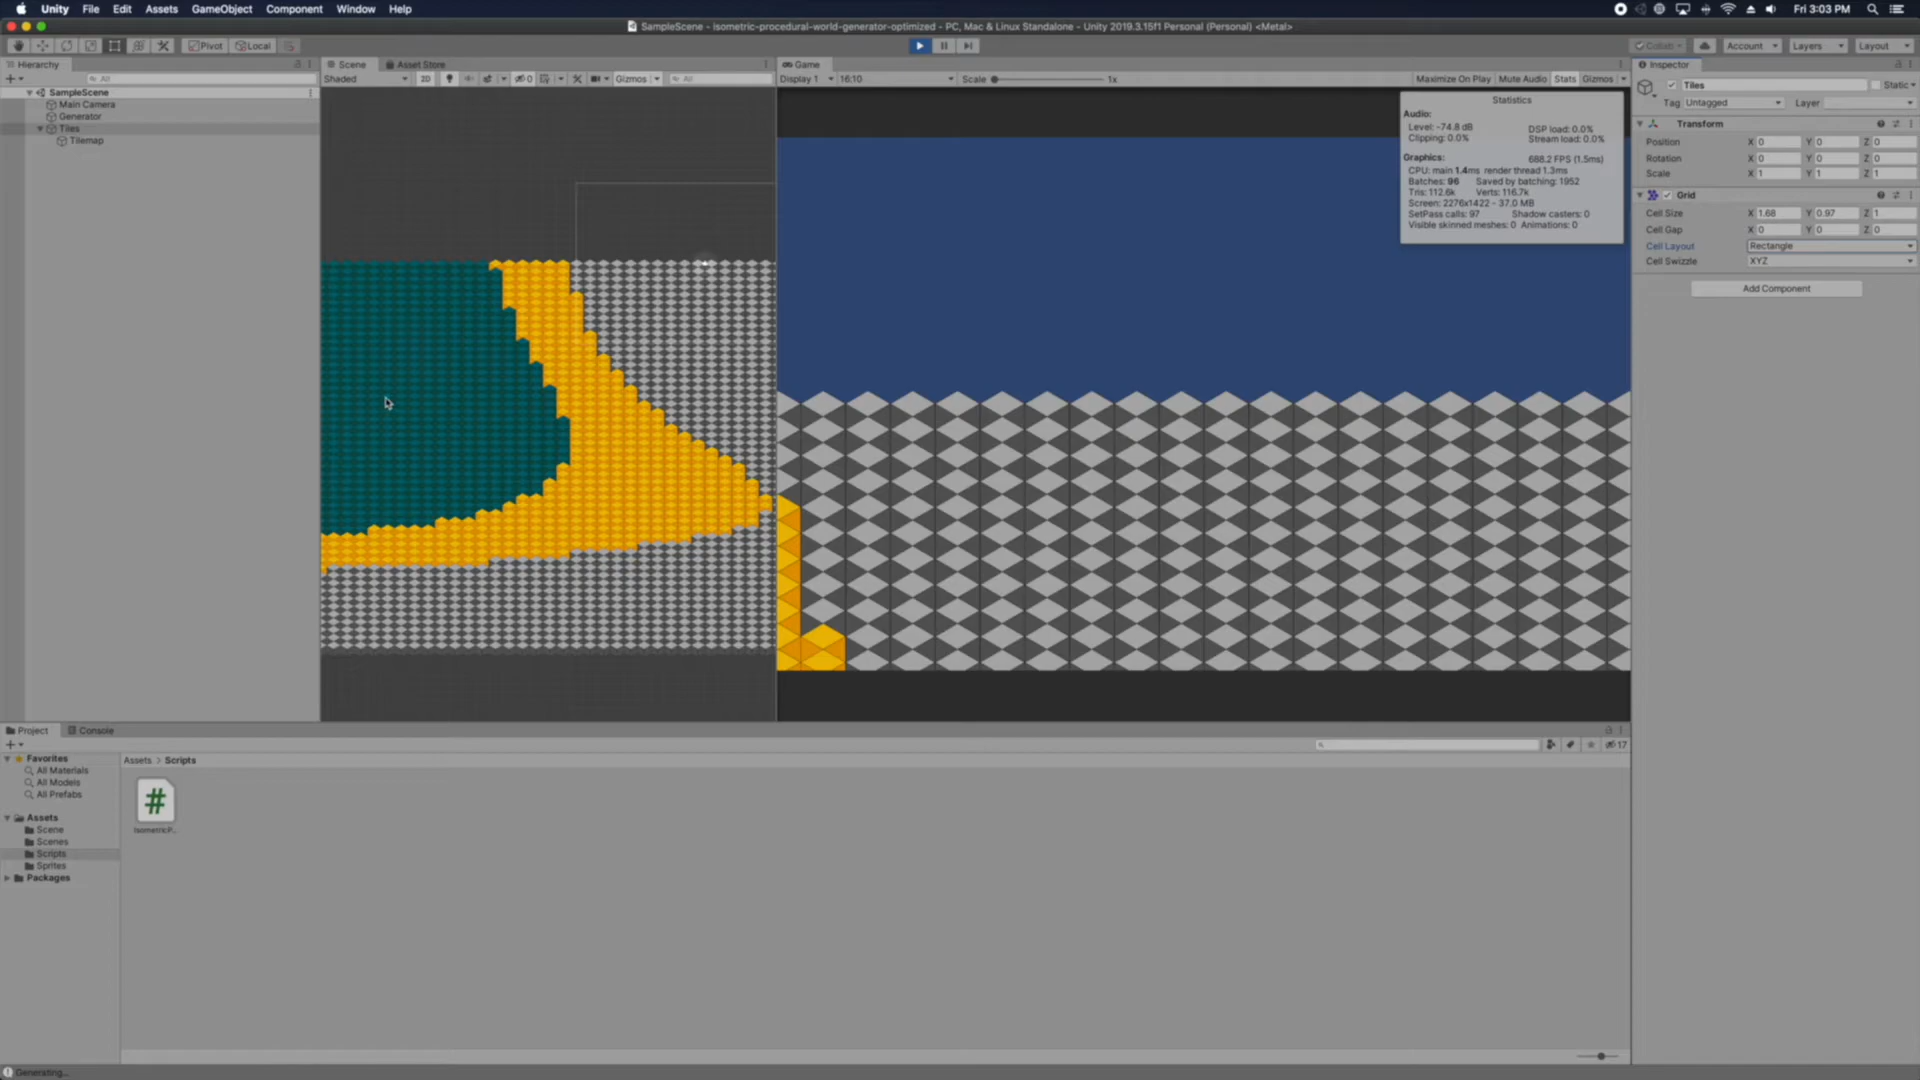 Unity File Edit Assets GameObject Component Window Help
Fri 3:03 PM
SampleScene - isometric-procedural-world-generator-optimized - PC, Mac & Linux Standalone - Unity 2019.3.15f1 Personal (Personal) <Metal>
Pivot Local
Collab Account Layers Layout
Hierarchy
All
SampleScene
Main Camera
Generator
Tiles
Tilemap
Scene Asset Store
Shaded 2D 0 Gizmos All
Game
Display 1 16:10 Scale 1x Maximize On Play Mute Audio Stats Gizmos
Statistics
Audio:
Level: -74.8 dB DSP load: 0.0%
Clipping: 0.0% Stream load: 0.0%
Graphics: 688.2 FPS (1.5ms)
CPU: main 1.4ms render thread 1.3ms
Batches: 96 Saved by batching: 1952
Tris: 112.6k Verts: 116.7k
Screen: 2276x1422 - 37.0 MB
SetPass calls: 97 Shadow casters: 0
Visible skinned meshes: 0 Animations: 0
Inspector
Tiles Static
Tag Untagged Layer
Transform
Position X 0 Y 0 Z 0
Rotation X 0 Y 0 Z 0
Scale X 1 Y 1 Z 1
Grid
Cell Size X 1.68 Y 0.97 Z 1
Cell Gap X 0 Y 0 Z 0
Cell Layout Rectangle
Cell Swizzle XYZ
Add Component
Project Console
17
Favorites
All Materials
All Models
All Prefabs
Assets
Scene
Scenes
Scripts
Sprites
Packages
Assets > Scripts
#
IsometricP...
Generating...